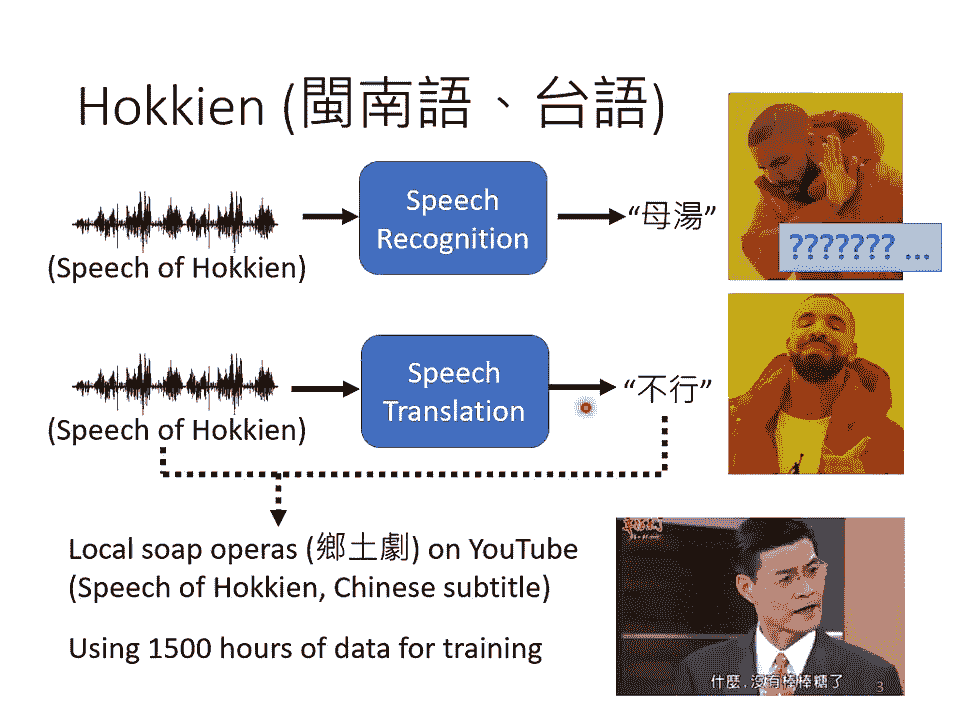 Hokkien (閩南語、台語)
(Speech of Hokkien)
Speech
Recognition
“母湯”
??????? ...
(Speech of Hokkien)
Speech
Translation
“不行”
Local soap operas (鄉土劇) on YouTube
(Speech of Hokkien, Chinese subtitle)
Using 1500 hours of data for training
什麼,沒有棒棒糖了
3